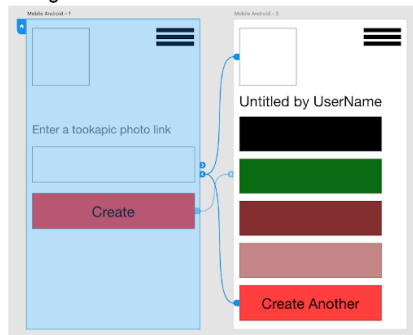 Mobile Android – 1
Mobile Android – 2
Untitled by UserName
Enter a tookapic photo link
Create
Create Another